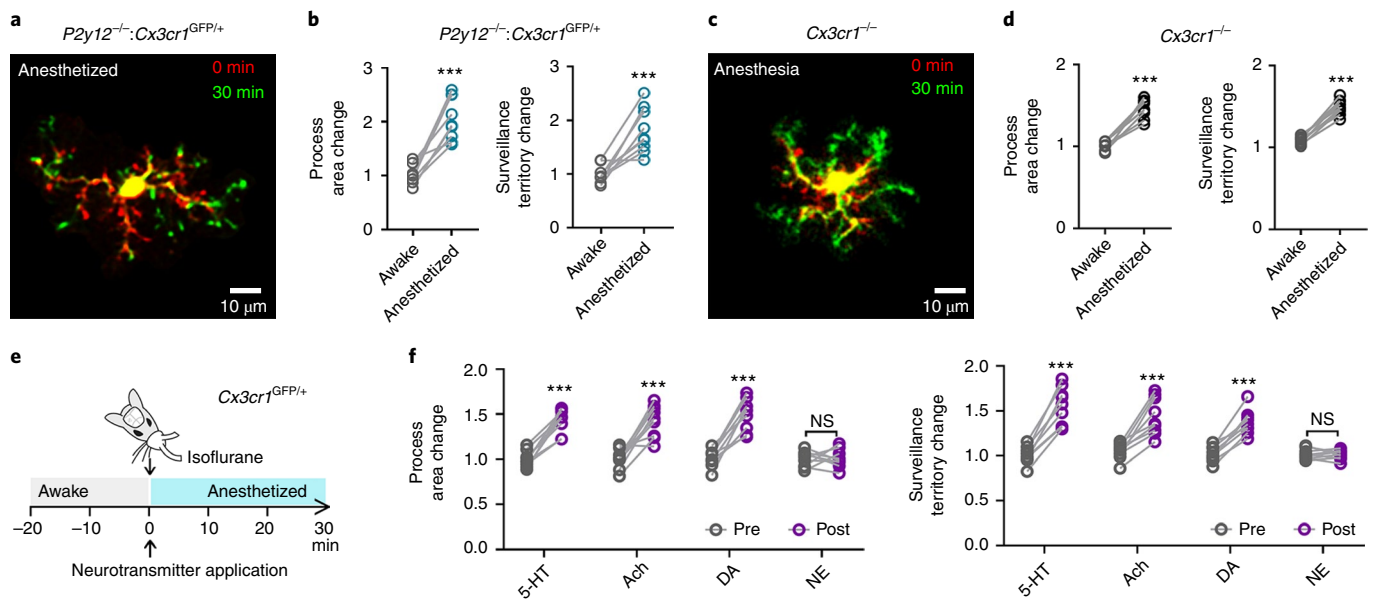 a
P2y12–/–:Cx3cr1GFP/+
Anesthetized
0 min
30 min
10 μm
b
P2y12–/–:Cx3cr1GFP/+
Process
area change
3
2
1
0
***
Awake
Anesthetized
Surveillance
territory change
3
2
1
0
***
Awake
Anesthetized
c
Cx3cr1–/–
Anesthesia
0 min
30 min
10 μm
d
Cx3cr1–/–
Process
area change
2
1
0
***
Awake
Anesthetized
Surveillance
territory change
2
1
0
***
Awake
Anesthetized
e
Cx3cr1GFP/+
Isoflurane
Awake
Anesthetized
–20 –10 0 10 20 30
min
Neurotransmitter application
f
Process
area change
2.0
1.5
1.0
0.5
0.0
*** *** *** NS
Pre Post
5-HT Ach DA NE
Surveillance
territory change
2.0
1.5
1.0
0.5
0.0
*** *** *** NS
Pre Post
5-HT Ach DA NE